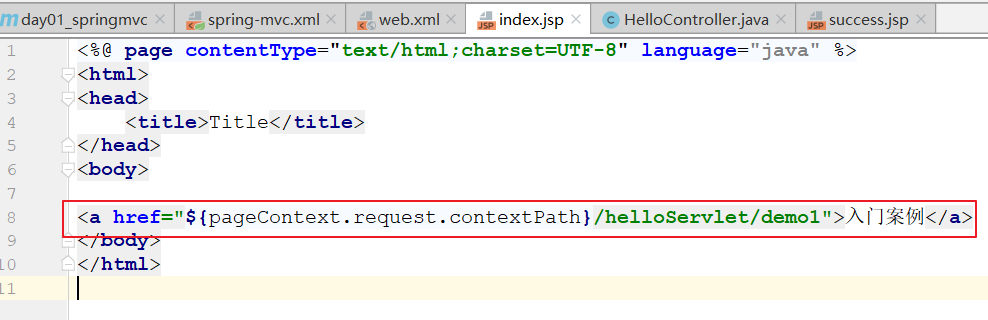 day01_springmvc spring-mvc.xml web.xml index.jsp HelloController.java success.jsp
1 <%@ page contentType="text/html;charset=UTF-8" language="java" %>
2 <html>
3 <head>
4 <title>Title</title>
5 </head>
6 <body>
7
8 <a href="${pageContext.request.contextPath}/helloServlet/demo1">入门案例</a>
9 </body>
10 </html>
11